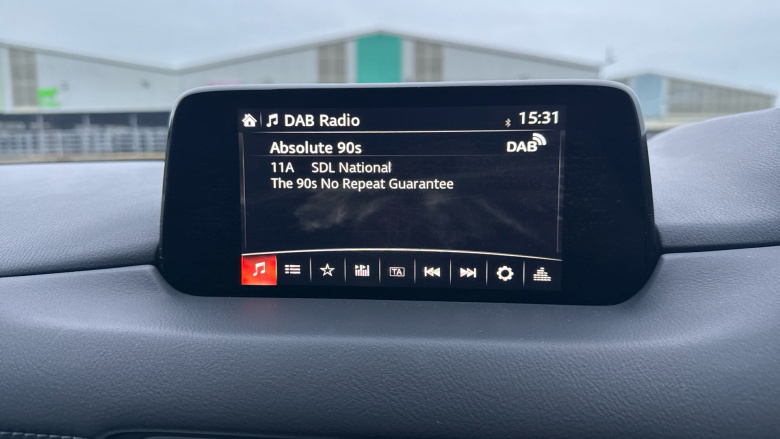 DAB Radio 15:31
Absolute 90s DAB
11A SDL National
The 90s No Repeat Guarantee
TA